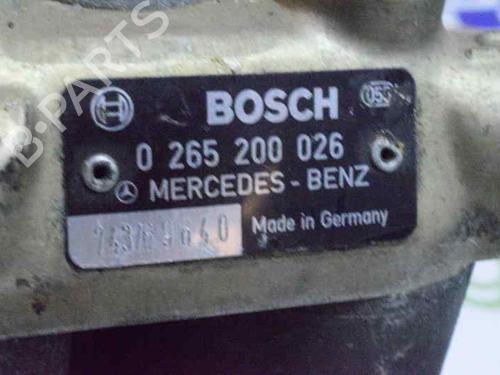 B-PARTS
BOSCH
0 265 200 026
MERCEDES-BENZ
Made in Germany